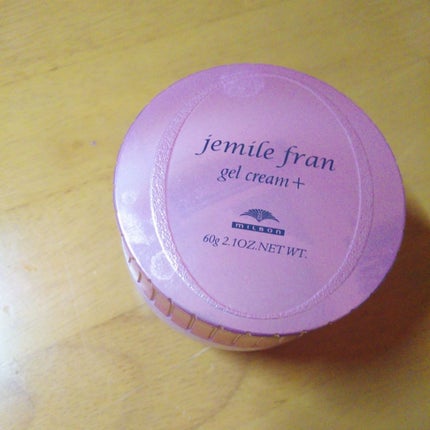 jemile fran
gel cream+
MILBON
60g 2.1OZ.NET WT.